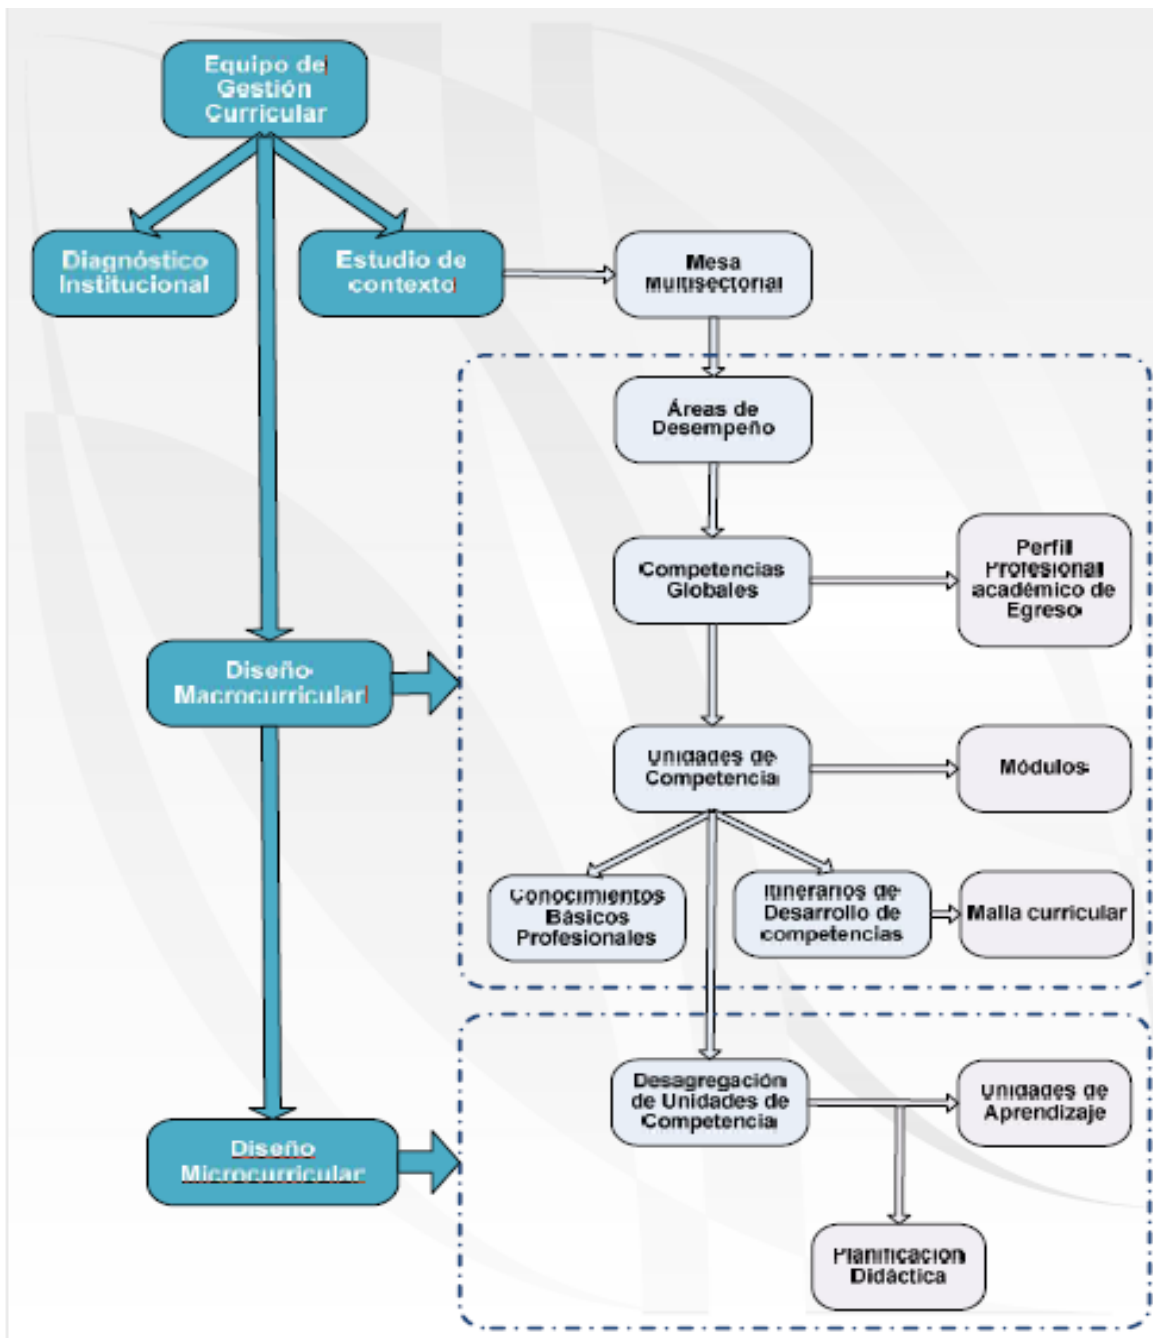 Equipo de
Gestión
Curricular
Diagnóstico
Institucional
Estudio de
contexto
Mesa
Multisectorial
Áreas de
Desempeño
Competencias
Globales
Perfil
Profesional
académico de
Egreso
Diseño
Macrocurricular
Unidades de
Competencia
Módulos
Conocimientos
Básicos
Profesionales
Itinerarios de
Desarrollo de
competencias
Malla curricular
Desagregación
de Unidades de
Competencia
Unidades de
Aprendizaje
Diseño
Microcurricular
Planificación
Didáctica